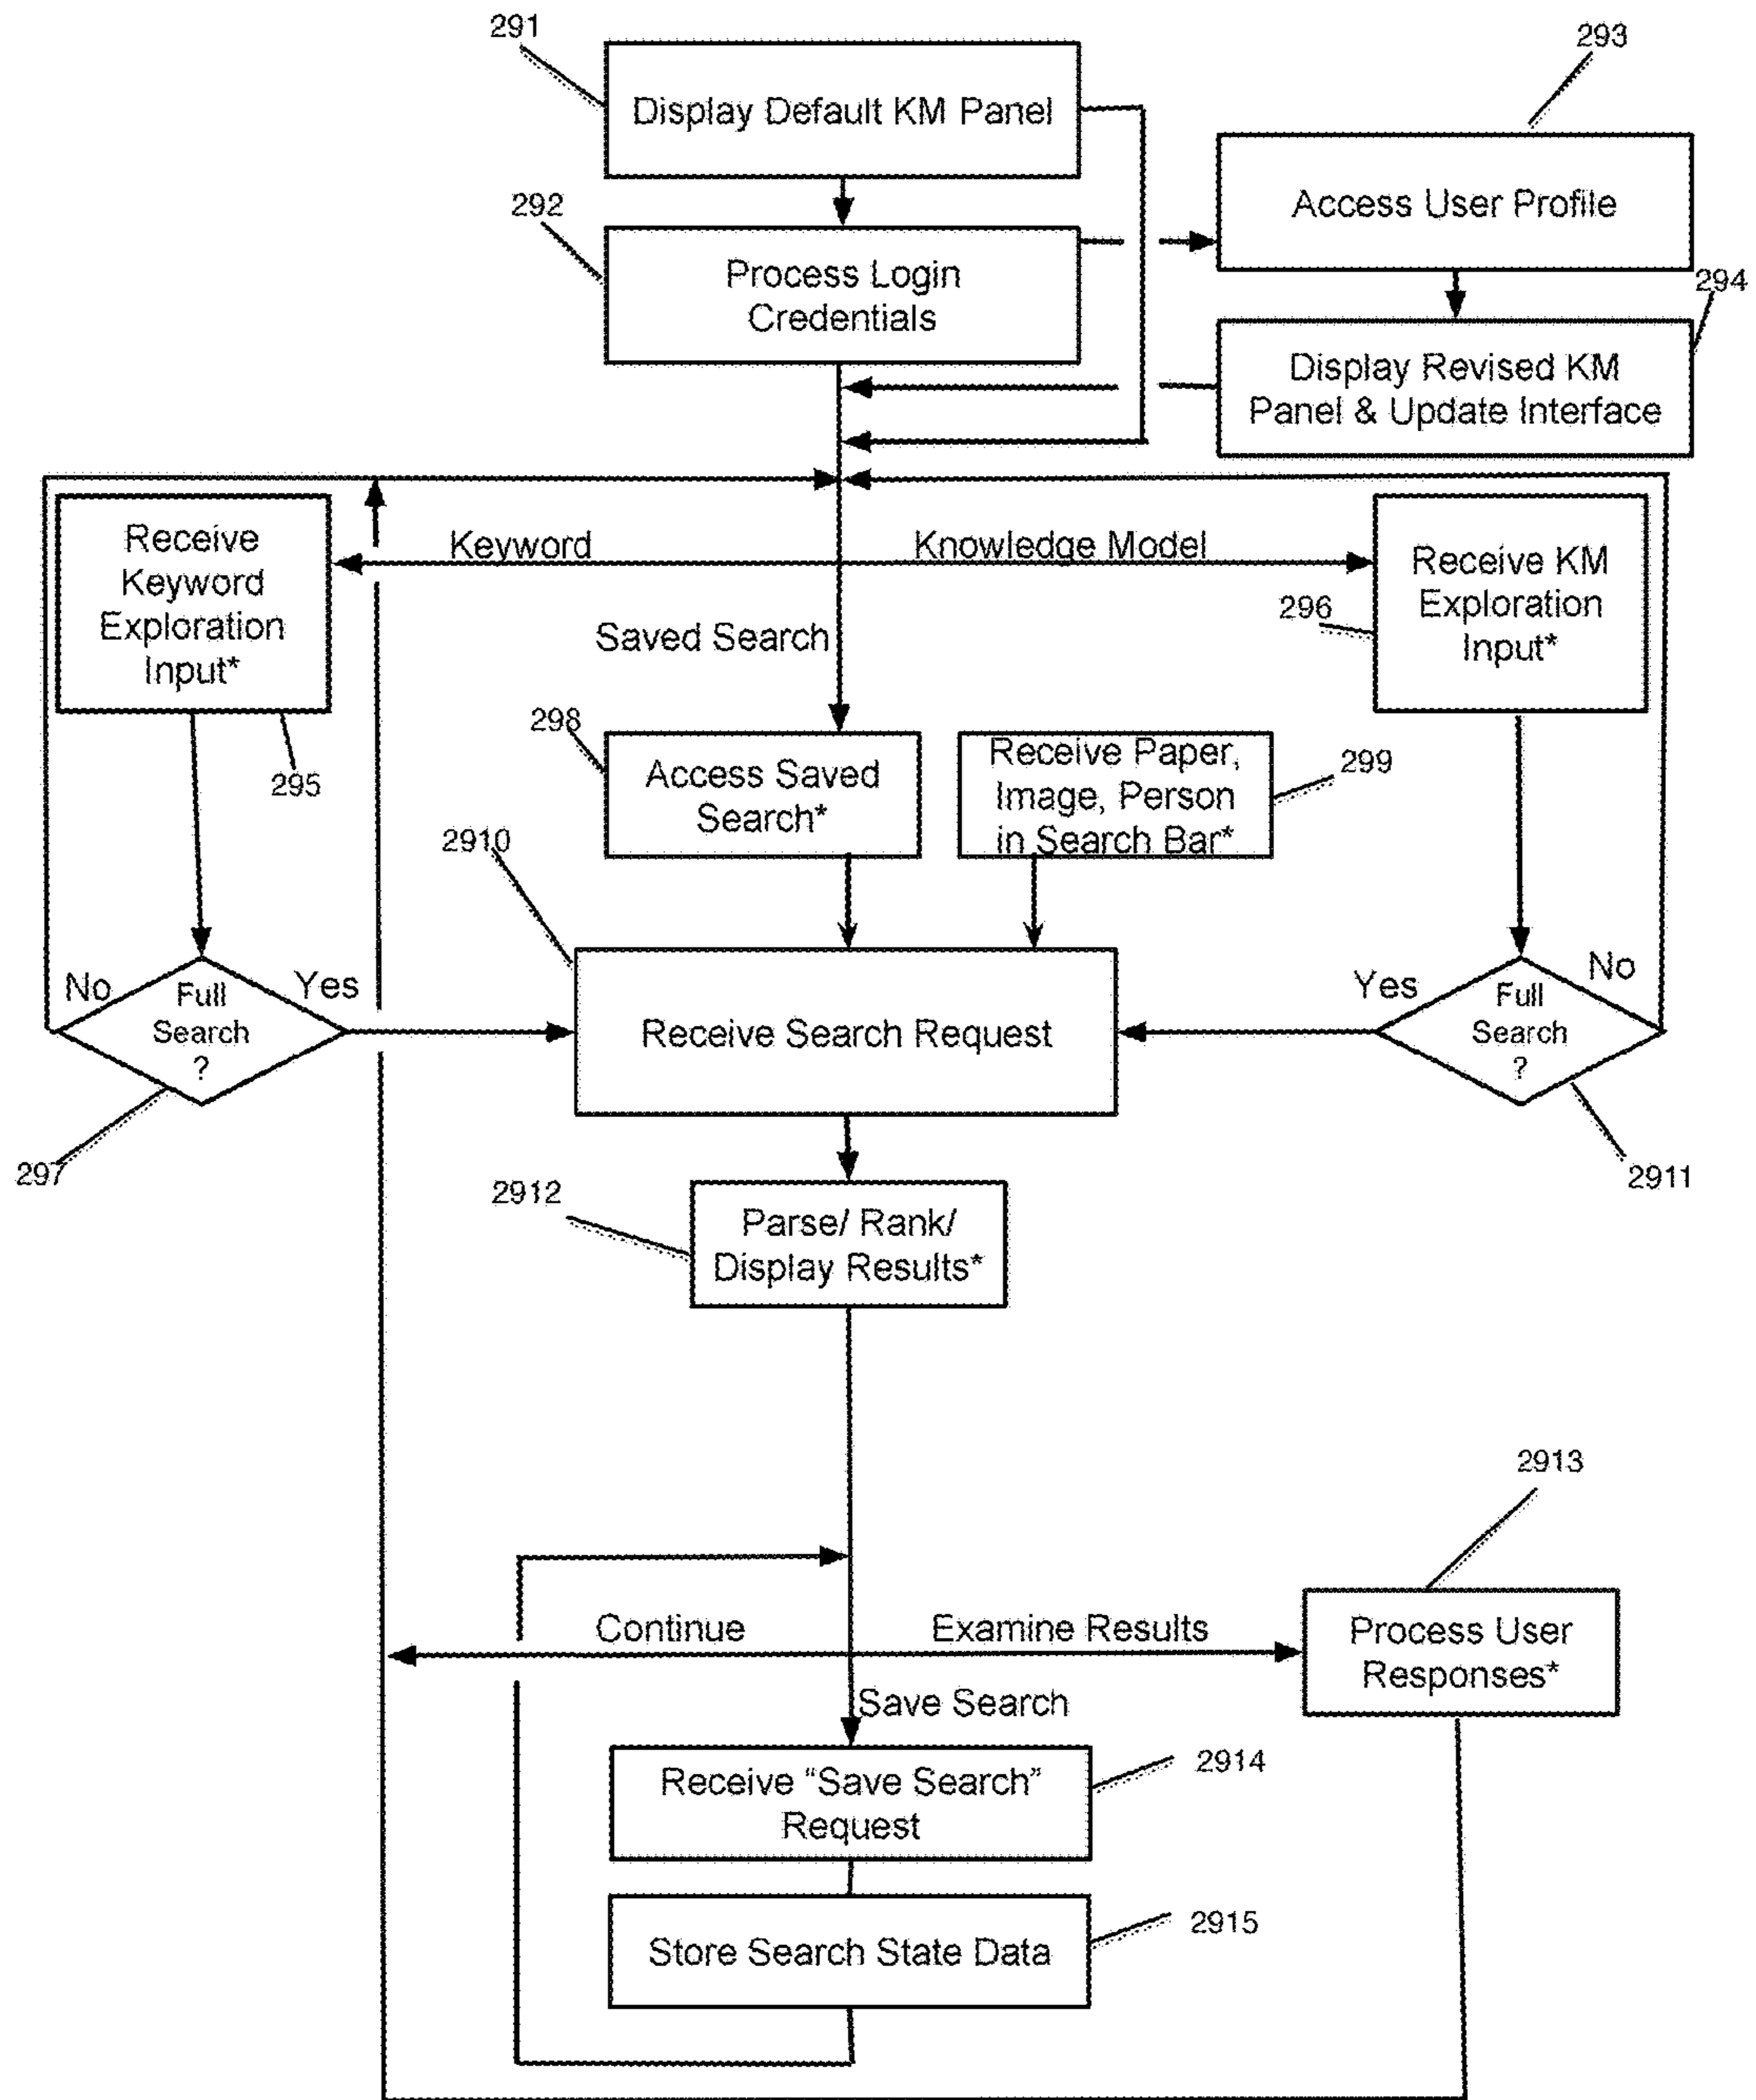 291
293
Display Default KM Panel
Access User Profile
292
294
Process Login
Credentials
Display Revised KM
Panel & Update Interface
Receive
Keyword
Exploration
Input*
Keyword
Knowledge Model
Receive KM
Exploration
Input*
296
Saved Search
295
298
Access Saved
Search*
Receive Paper,
Image, Person
in Search Bar*
299
2910
No
Full
Search
?
Yes
Receive Search Request
Yes
Full
Search
?
No
297
2911
2912
Parse/ Rank/
Display Results*
2913
Continue
Examine Results
Process User
Responses*
Save Search
Receive “Save Search”
Request
2914
Store Search State Data
2915